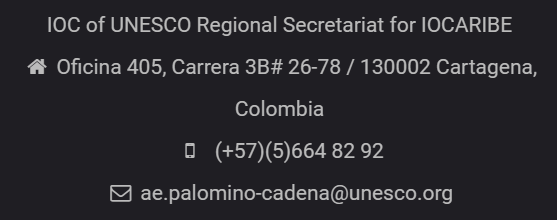 IOC of UNESCO Regional Secretariat for IOCARIBE
Oficina 405, Carrera 3B# 26-78 / 130002 Cartagena,
Colombia
(+57)(5)664 82 92
ae.palomino-cadena@unesco.org